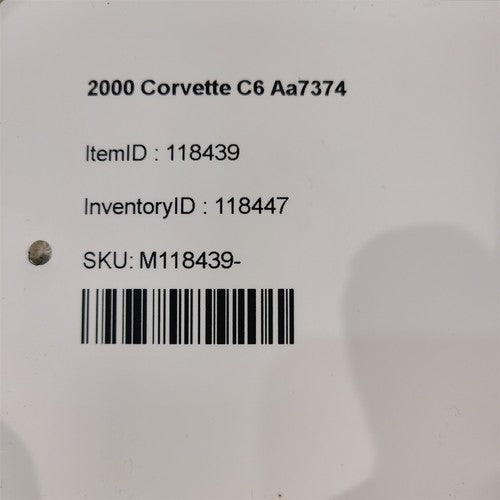 2000 Corvette C6 Aa7374
ItemID : 118439
InventoryID : 118447
SKU: M118439-